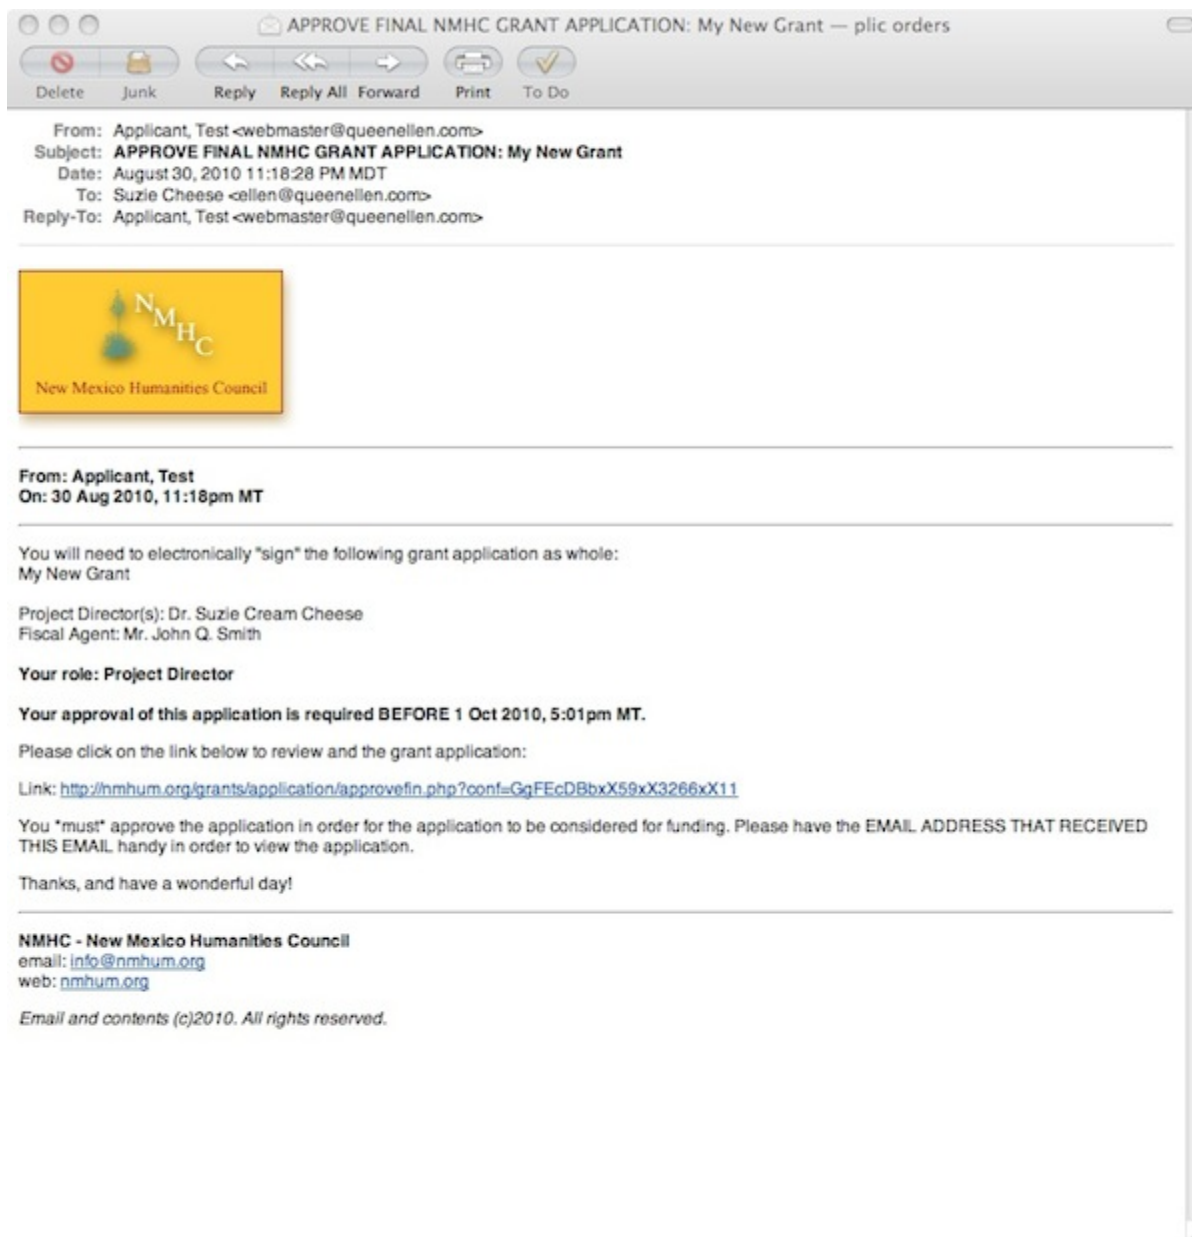 APPROVE FINAL NMHC GRANT APPLICATION: My New Grant — plic orders
Delete Junk Reply Reply All Forward Print To Do
From: Applicant, Test <webmaster@queenellen.com>
Subject: APPROVE FINAL NMHC GRANT APPLICATION: My New Grant
Date: August 30, 2010 11:18:28 PM MDT
To: Suzie Cheese <ellen@queenellen.com>
Reply-To: Applicant, Test <webmaster@queenellen.com>
NMHC
New Mexico Humanities Council
From: Applicant, Test
On: 30 Aug 2010, 11:18pm MT
You will need to electronically "sign" the following grant application as whole:
My New Grant
Project Director(s): Dr. Suzie Cream Cheese
Fiscal Agent: Mr. John Q. Smith
Your role: Project Director
Your approval of this application is required BEFORE 1 Oct 2010, 5:01pm MT.
Please click on the link below to review and the grant application:
Link: http://nmhum.org/grants/application/approvefin.php?conf=GgFEcDBbxX59xX3266xX11
You *must* approve the application in order for the application to be considered for funding. Please have the EMAIL ADDRESS THAT RECEIVED
THIS EMAIL handy in order to view the application.
Thanks, and have a wonderful day!
NMHC - New Mexico Humanities Council
email: info@nmhum.org
web: nmhum.org
Email and contents (c)2010. All rights reserved.